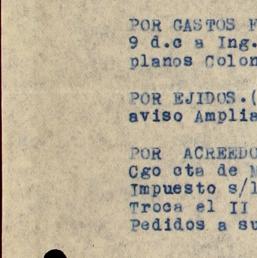 POR GASTOS
9 d.c a Ing.
planos Colon
POR EJIDOS.(
aviso Amplia
POR ACREEDO
Cgo cta de
Impuesto s/l
Troca el II
Pedidos a su